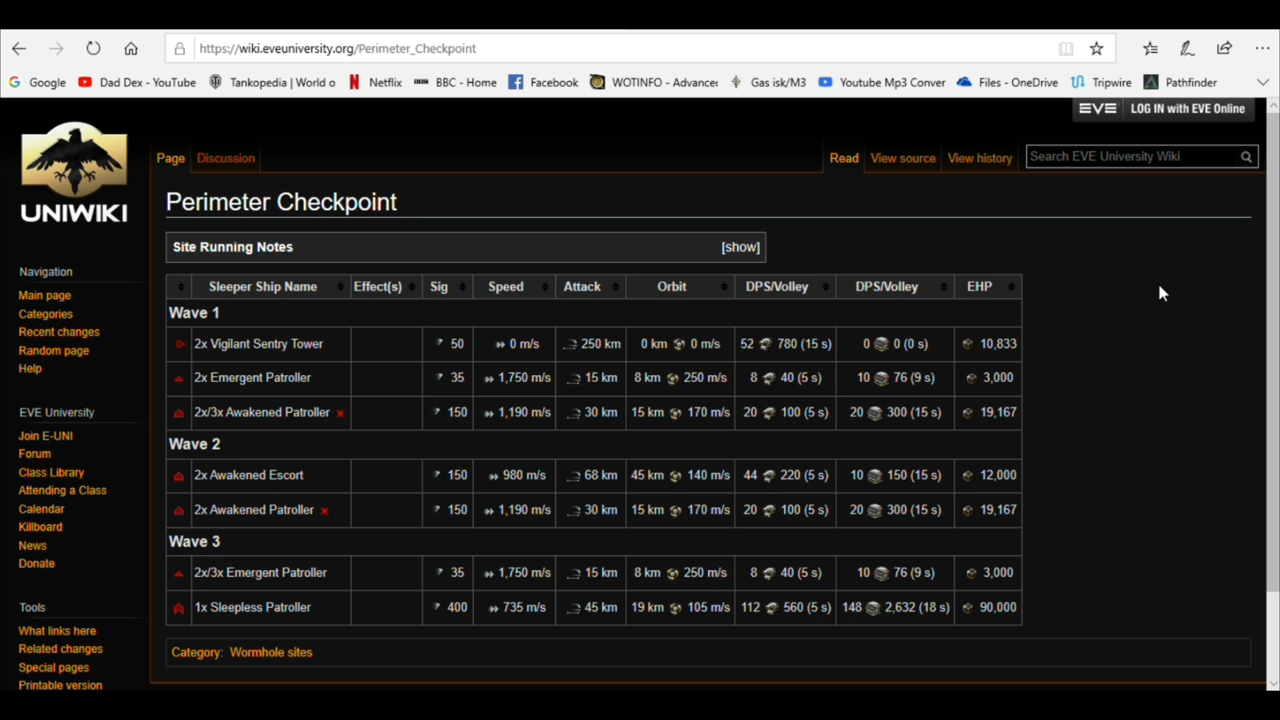 https://wiki.eveuniversity.org/Perimeter_Checkpoint
Google Dad Dex - YouTube Tankopedia | World o Netflix BBC - Home Facebook WOTINFO - Advance Gas isk/M3 Youtube Mp3 Conver Files - OneDrive Tripwire Pathfinder
EVE LOG IN with EVE Online
UNIWIKI
Page Discussion Read View source View history Search EVE University Wiki
Perimeter Checkpoint
Site Running Notes [show]
Navigation
Main page
Categories
Recent changes
Random page
Help
EVE University
Join E-UNI
Forum
Class Library
Attending a Class
Calendar
Killboard
News
Donate
Tools
What links here
Related changes
Special pages
Printable version
Sleeper Ship Name Effect(s) Sig Speed Attack Orbit DPS/Volley DPS/Volley EHP
Wave 1
2x Vigilant Sentry Tower 50 0 m/s 250 km 0 km 0 m/s 52 780 (15 s) 0 0 (0 s) 10,833
2x Emergent Patroller 35 1,750 m/s 15 km 8 km 250 m/s 8 40 (5 s) 10 76 (9 s) 3,000
2x/3x Awakened Patroller 150 1,190 m/s 30 km 15 km 170 m/s 20 100 (5 s) 20 300 (15 s) 19,167
Wave 2
2x Awakened Escort 150 980 m/s 68 km 45 km 140 m/s 44 220 (5 s) 10 150 (15 s) 12,000
2x Awakened Patroller 150 1,190 m/s 30 km 15 km 170 m/s 20 100 (5 s) 20 300 (15 s) 19,167
Wave 3
2x/3x Emergent Patroller 35 1,750 m/s 15 km 8 km 250 m/s 8 40 (5 s) 10 76 (9 s) 3,000
1x Sleepless Patroller 400 735 m/s 45 km 19 km 105 m/s 112 560 (5 s) 148 2,632 (18 s) 90,000
Category: Wormhole sites